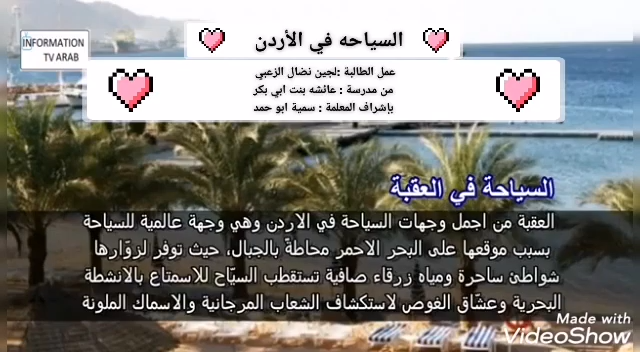 السياحه في الأردن
INFORMATION
TV ARAB
عمل الطالبة :لجين نضال الزعبي
من مدرسة : عائشه بنت ابي بكر
بإشراف المعلمة : سمية ابو حمد
السياحة في العقبة
العقبة من اجمل وجهات السياحة في الاردن وهي وجهة عالمية للسياحة
بسبب موقعها على البحر الاحمر محاطةً بالجبال، حيث توفر لزوّارها
شواطئ ساحرة ومياه زرقاء صافية تستقطب السيّاح للاستمتاع بالانشطة
البحرية وعشّاق الغوص لاستكشاف الشعاب المرجانية والاسماك الملونة
Made with
VideoShow